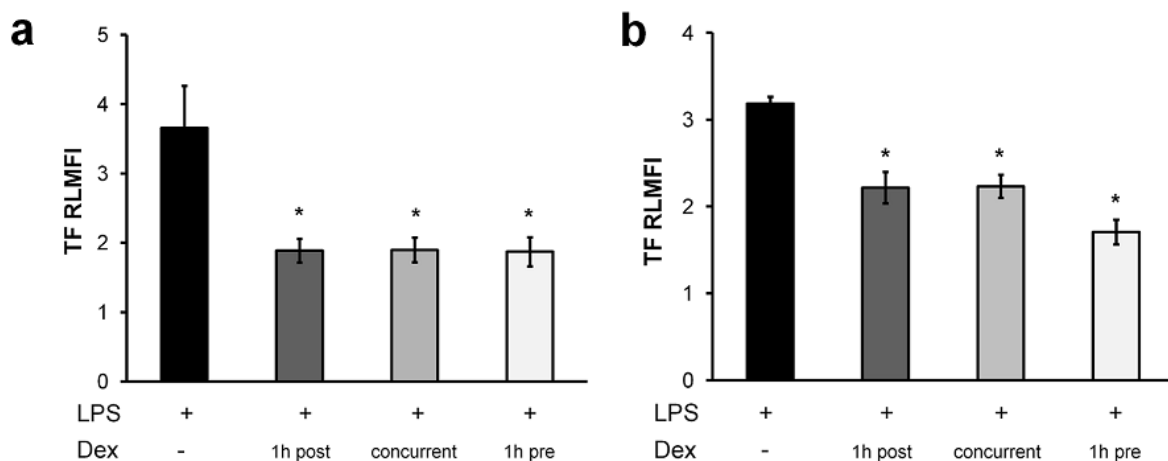 a
5
4
3
2
1
0
TF RLMFI
* * *
LPS + + + +
Dex - 1h post concurrent 1h pre
b
4
3
2
1
0
TF RLMFI
* * *
LPS + + + +
Dex - 1h post concurrent 1h pre